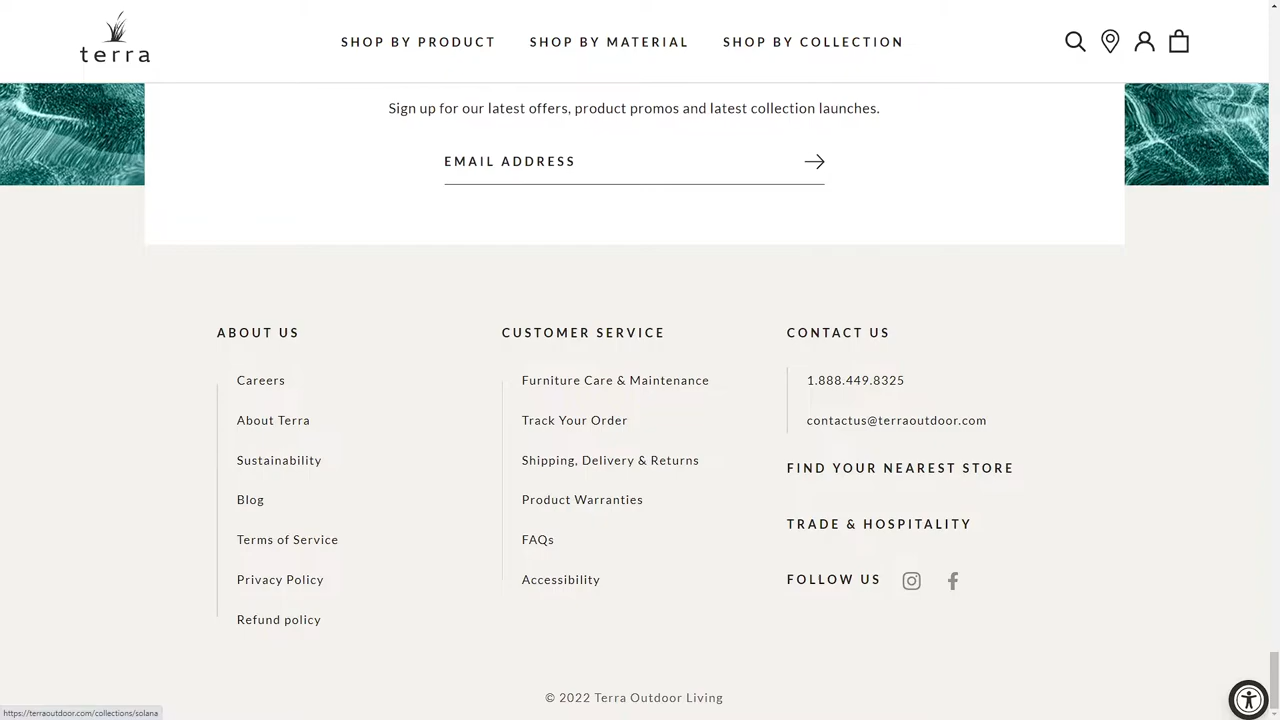 terra
SHOP BY PRODUCT
SHOP BY MATERIAL
SHOP BY COLLECTION
Sign up for our latest offers, product promos and latest collection launches.
EMAIL ADDRESS
ABOUT US
Careers
About Terra
Sustainability
Blog
Terms of Service
Privacy Policy
Refund policy
CUSTOMER SERVICE
Furniture Care & Maintenance
Track Your Order
Shipping, Delivery & Returns
Product Warranties
FAQs
Accessibility
CONTACT US
1.888.449.8325
contactus@terraoutdoor.com
FIND YOUR NEAREST STORE
TRADE & HOSPITALITY
FOLLOW US
© 2022 Terra Outdoor Living
https://terraoutdoor.com/collections/solana